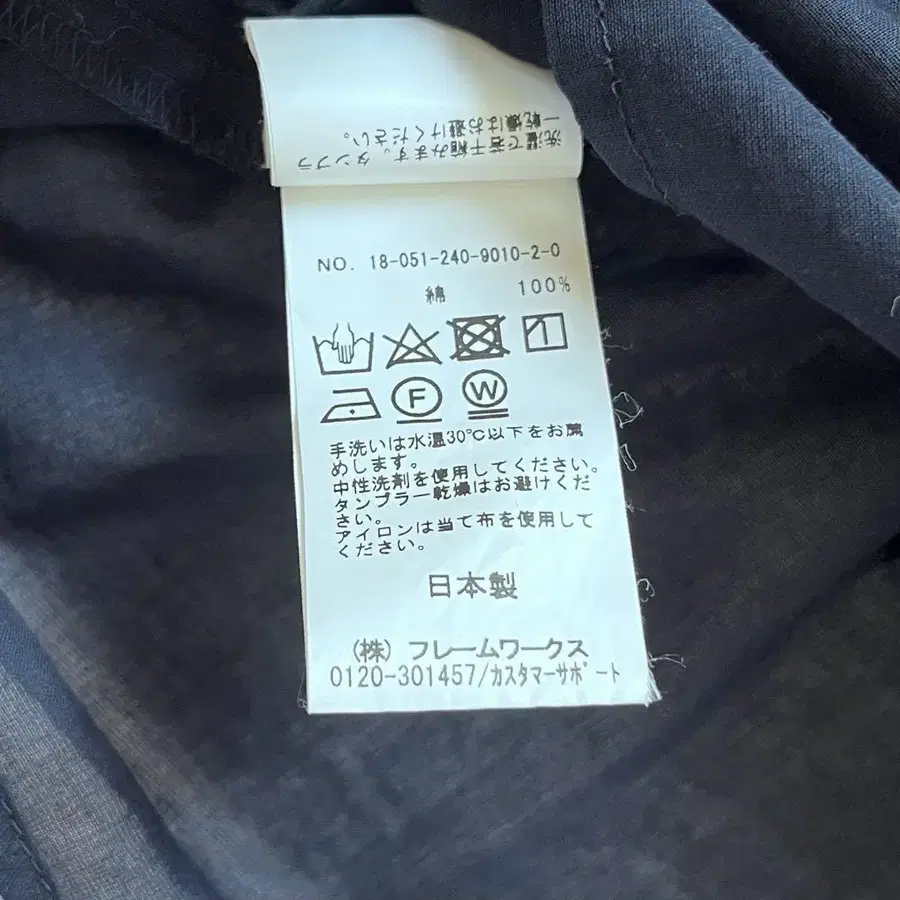 洗濯で若干縮みます。タンブラ
ー乾燥はお避けください。
NO. 18-051-240-9010-2-0
綿 100%
F W
手洗いは水温30℃以下をお薦
めします。
中性洗剤を使用してください。
タンブラー乾燥はお避けくだ
さい。
アイロンは当て布を使用して
ください。
日本製
(株) フレームワークス
0120-301457/カスタマーサポート